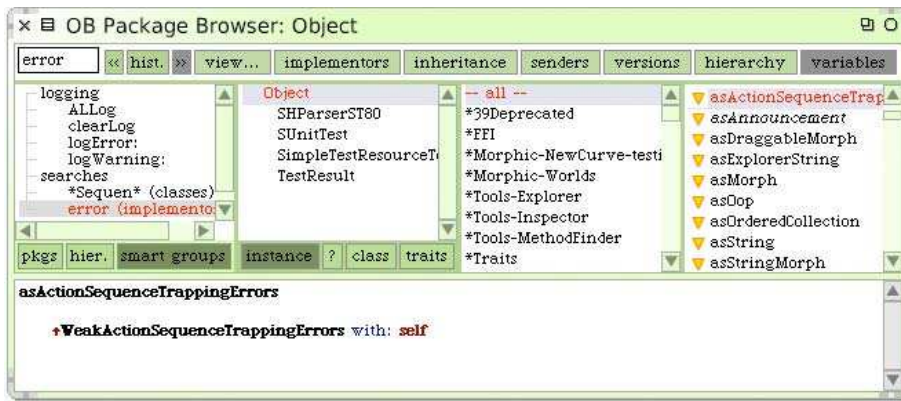 OB Package Browser: Object
error « hist. » view... implementors inheritance senders versions hierarchy variables
logging
ALLog
clearLog
logError:
logWarning:
searches
*Sequen* (classes)
error (implemento
pkgs hier. smart groups
Object
SHParserST80
SUnitTest
SimpleTestResourceT
TestResult
instance ? class traits
-- all --
*39Deprecated
*FFI
*Morphic-NewCurve-testi
*Morphic-Worlds
*Tools-Explorer
*Tools-Inspector
*Tools-MethodFinder
*Traits
asActionSequenceTrap
asAnnouncement
asDraggableMorph
asExplorerString
asMorph
asOop
asOrderedCollection
asString
asStringMorph
asActionSequenceTrappingErrors
↑WeakActionSequenceTrappingErrors with: self